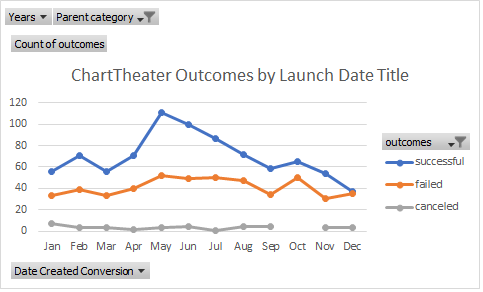 Years Parent category
Count of outcomes
ChartTheater Outcomes by Launch Date Title
120
100
80
60
40
20
0
Jan Feb Mar Apr May Jun Jul Aug Sep Oct Nov Dec
outcomes
successful
failed
canceled
Date Created Conversion